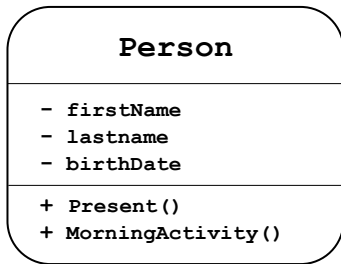 Person
- firstName
- lastname
- birthDate
+ Present()
+ MorningActivity()